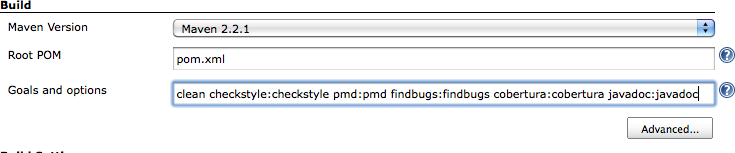 Build
Maven Version Maven 2.2.1
Root POM pom.xml
Goals and options clean checkstyle:checkstyle pmd:pmd findbugs:findbugs cobertura:cobertura javadoc:javadoc
Advanced...